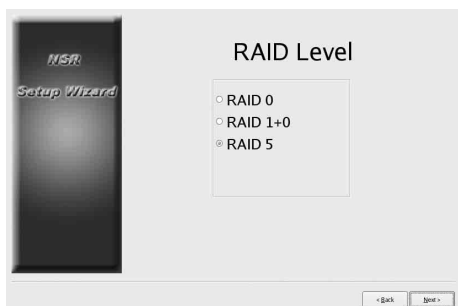 NSR
Setup Wizard
RAID Level
RAID 0
RAID 1+0
RAID 5
< Back
Next >